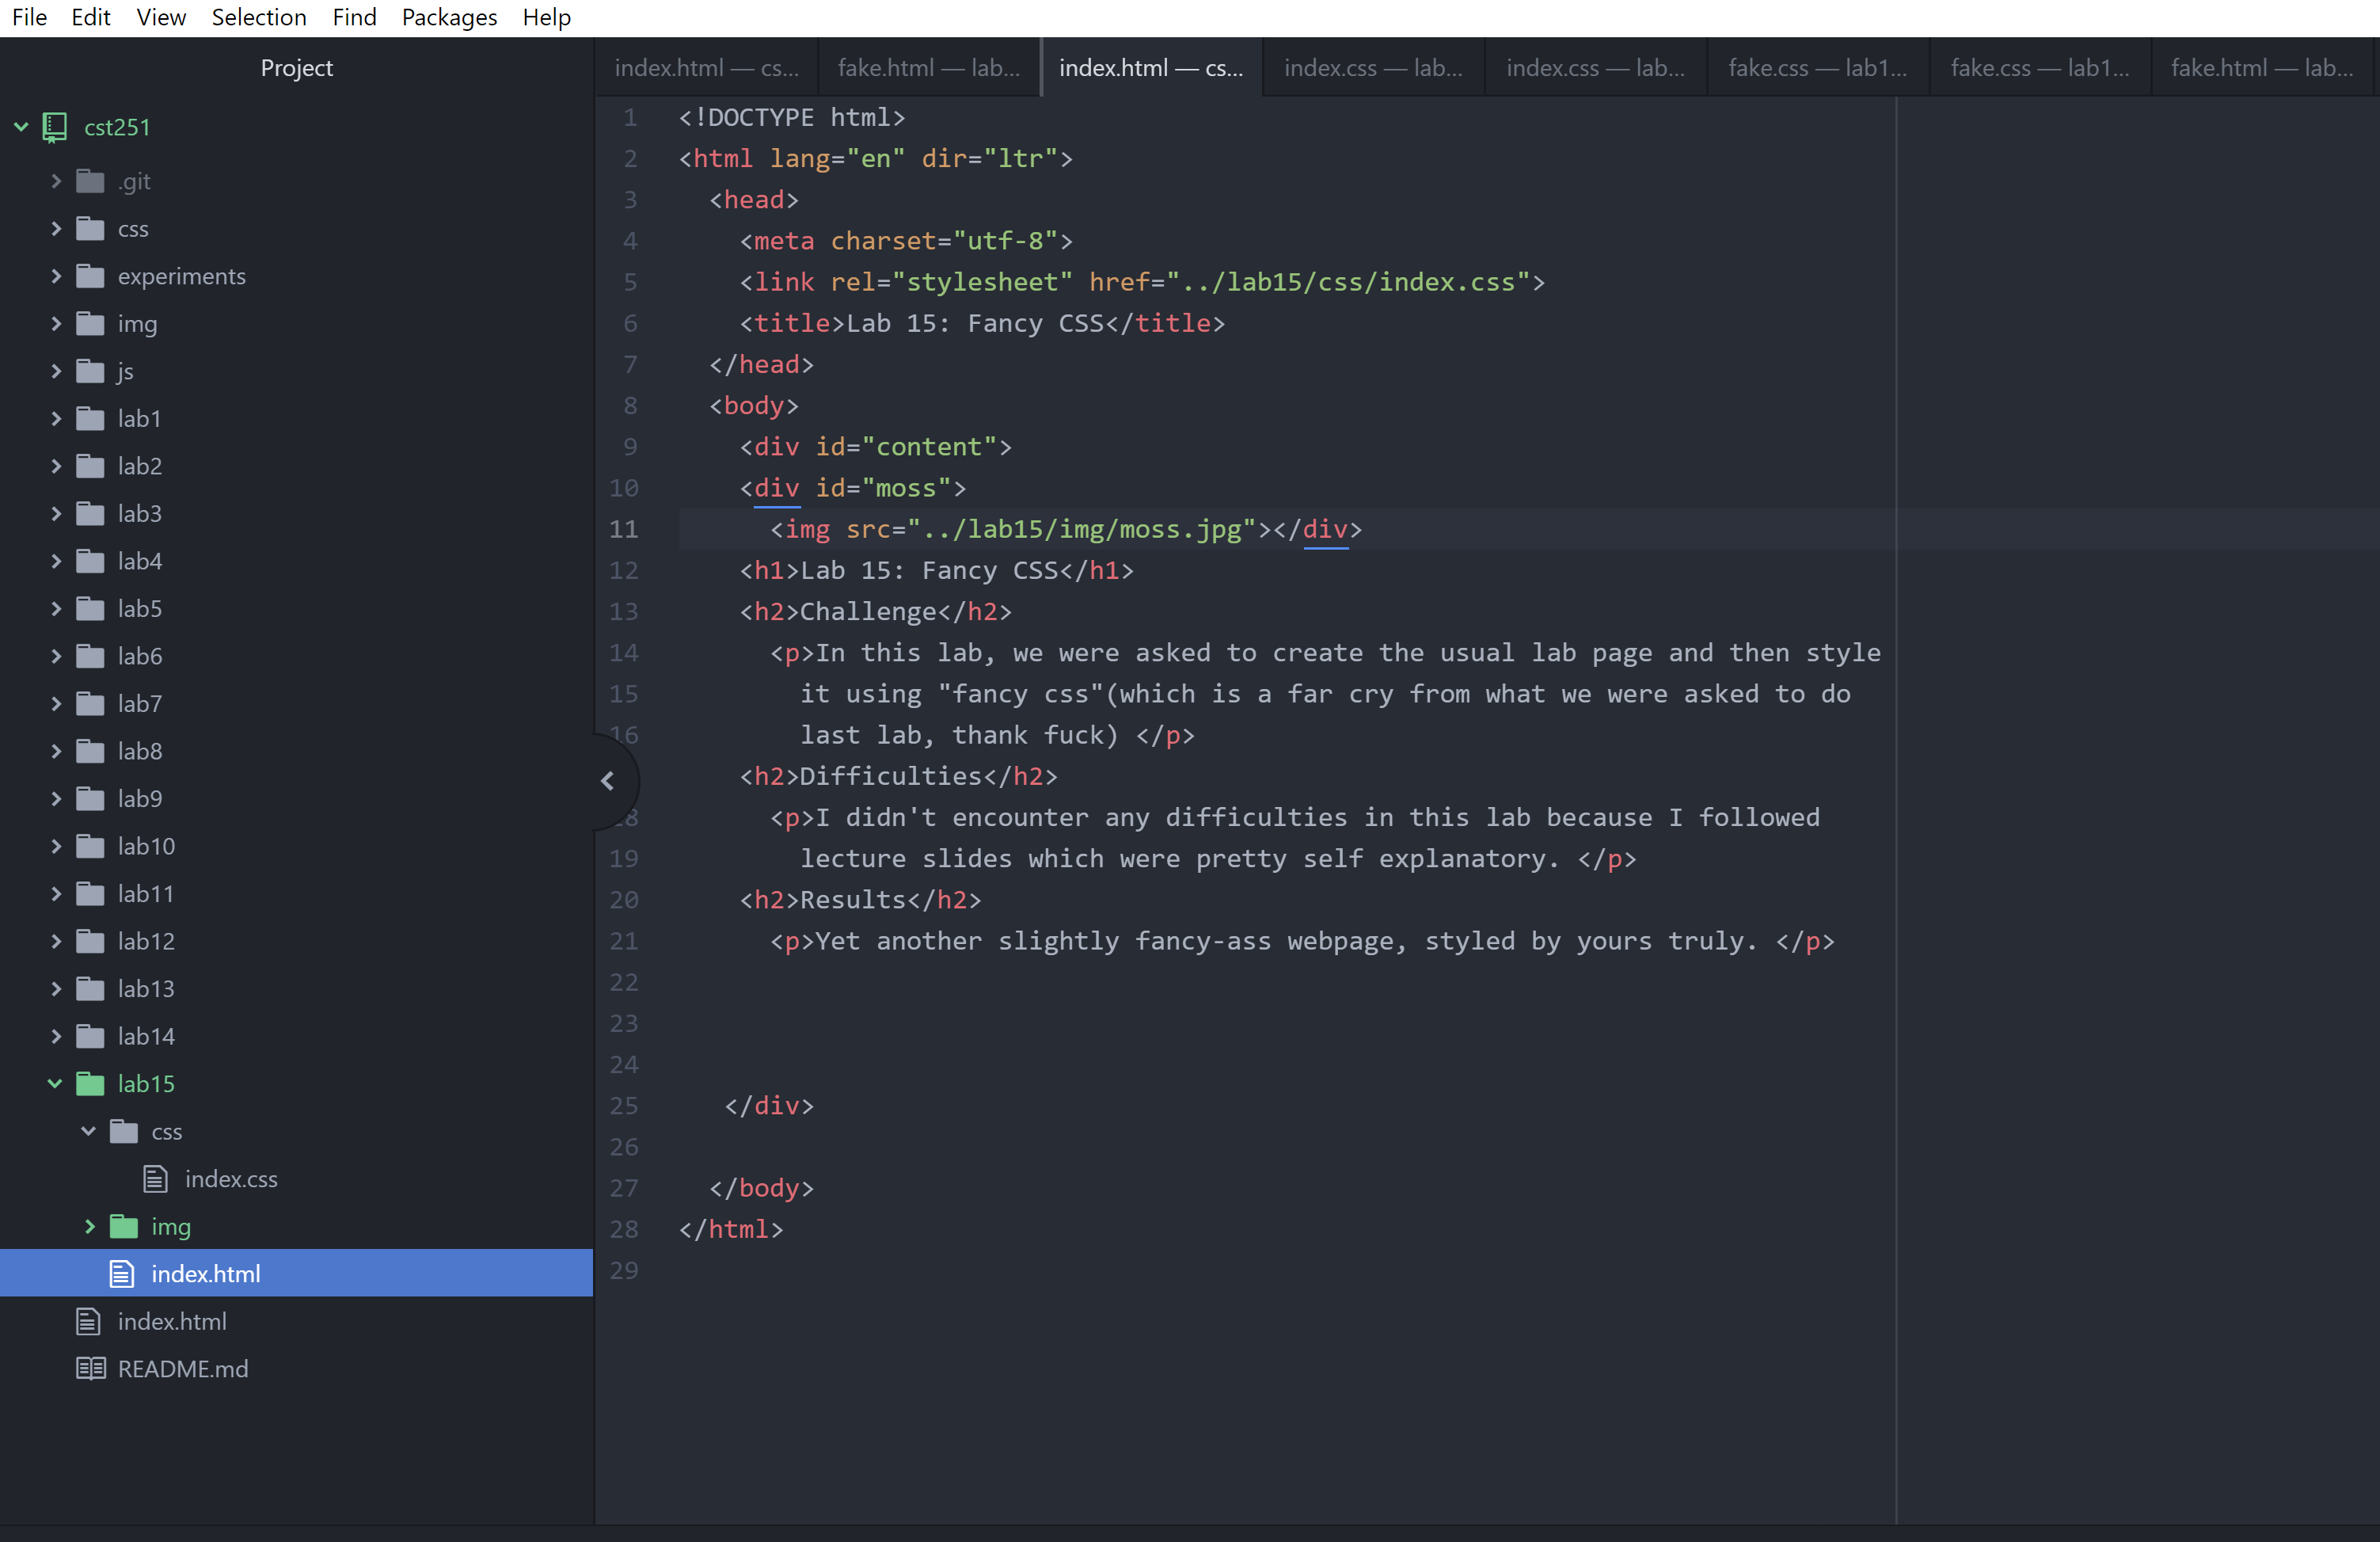 File Edit View Selection Find Packages Help
Project
cst251
.git
css
experiments
img
js
lab1
lab2
lab3
lab4
lab5
lab6
lab7
lab8
lab9
lab10
lab11
lab12
lab13
lab14
lab15
css
index.css
img
index.html
index.html
README.md
index.html — cs... fake.html — lab... index.html — cs... index.css — lab... index.css — lab... fake.css — lab1... fake.css — lab1... fake.html — lab...
1 <!DOCTYPE html>
2 <html lang="en" dir="ltr">
3 <head>
4 <meta charset="utf-8">
5 <link rel="stylesheet" href="../lab15/css/index.css">
6 <title>Lab 15: Fancy CSS</title>
7 </head>
8 <body>
9 <div id="content">
10 <div id="moss">
11 <img src="../lab15/img/moss.jpg"></div>
12 <h1>Lab 15: Fancy CSS</h1>
13 <h2>Challenge</h2>
14 <p>In this lab, we were asked to create the usual lab page and then style
15 it using "fancy css"(which is a far cry from what we were asked to do
16 last lab, thank fuck) </p>
<h2>Difficulties</h2>
8 <p>I didn't encounter any difficulties in this lab because I followed
19 lecture slides which were pretty self explanatory. </p>
20 <h2>Results</h2>
21 <p>Yet another slightly fancy-ass webpage, styled by yours truly. </p>
22
23
24
25 </div>
26
27 </body>
28 </html>
29